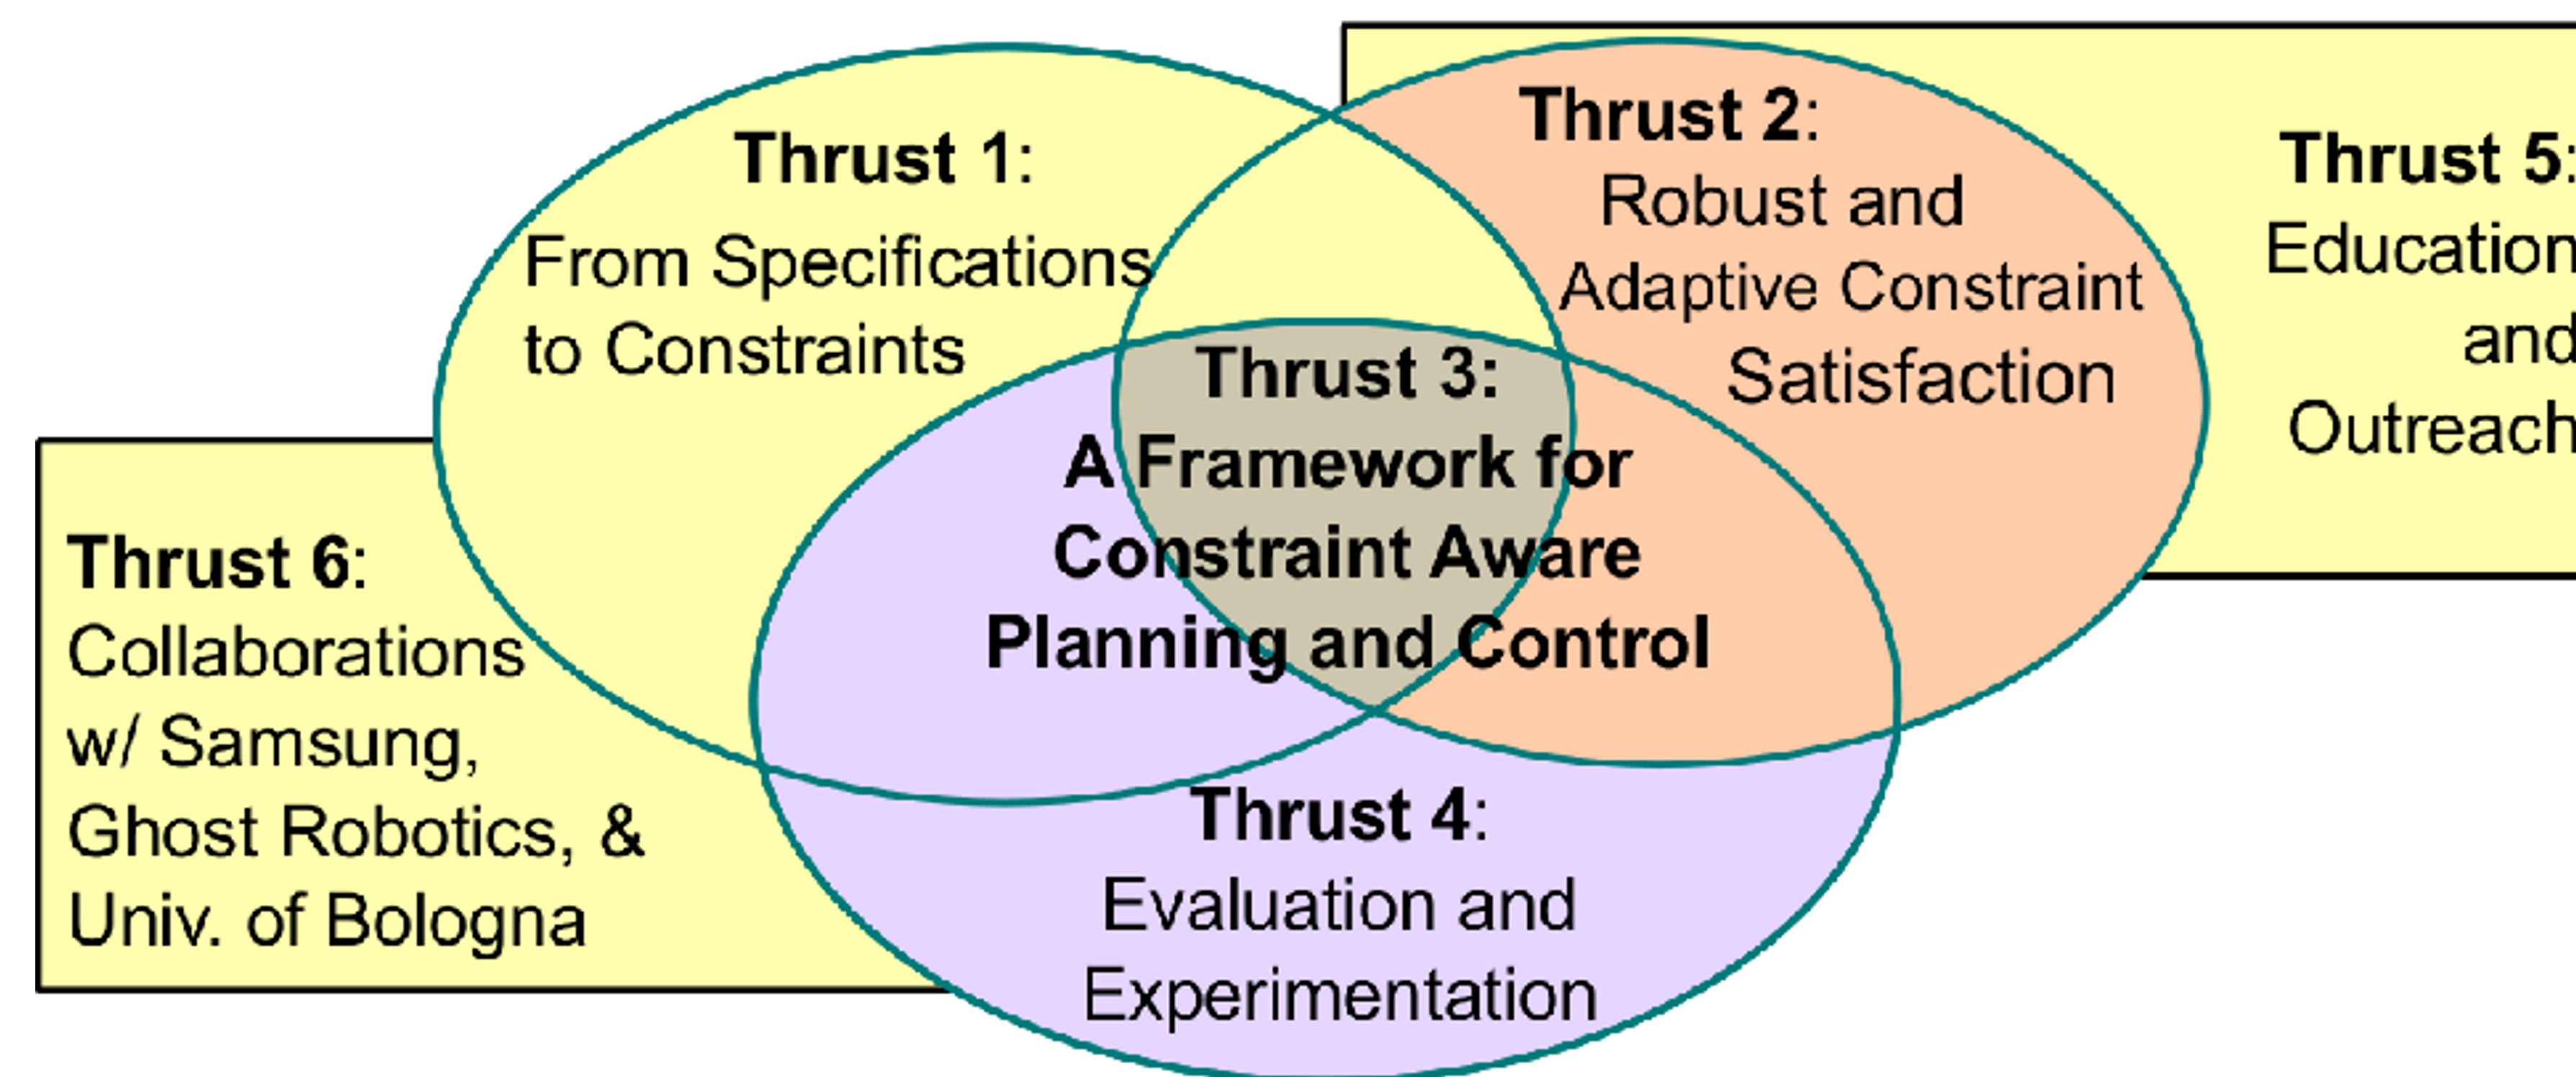 Thrust 1:
From Specifications
to Constraints
Thrust 2:
Robust and
Adaptive Constraint
Satisfaction
Thrust 5:
Education
and
Outreach
Thrust 3:
A Framework for
Constraint Aware
Planning and Control
Thrust 6:
Collaborations
w/ Samsung,
Ghost Robotics, &
Univ. of Bologna
Thrust 4:
Evaluation and
Experimentation